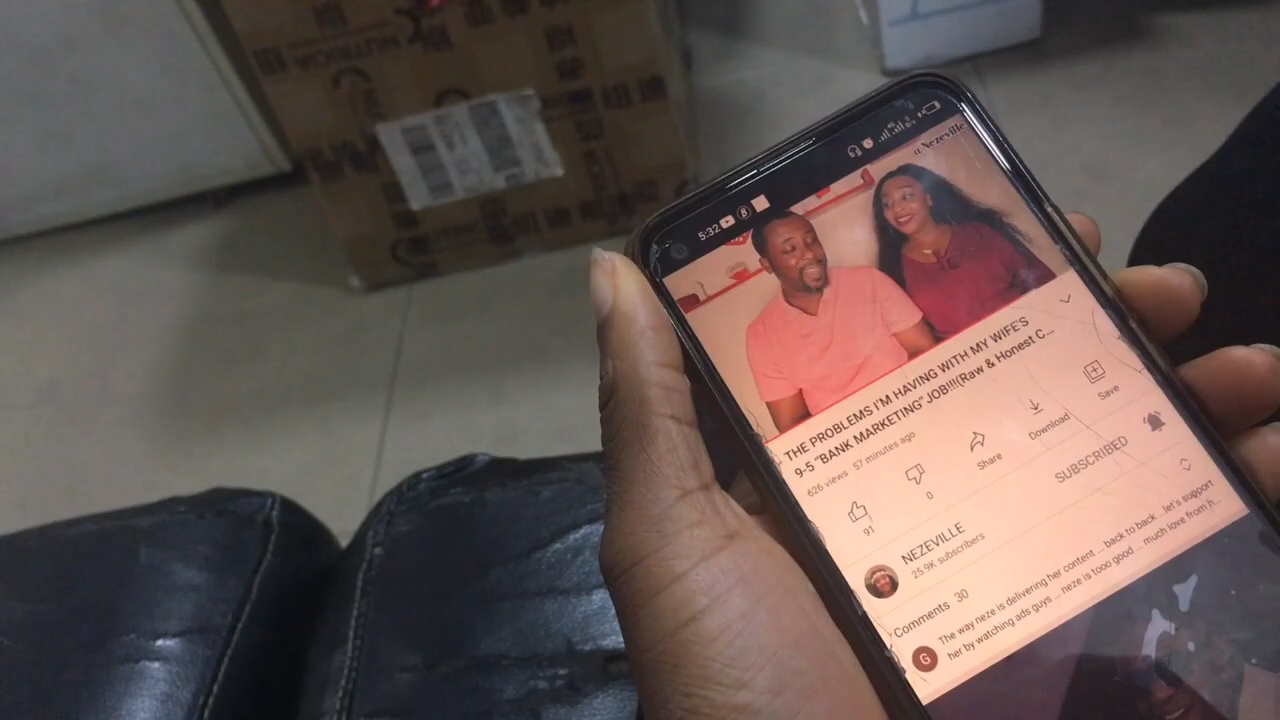 NUTRICIA
5:32
@Nezeville
THE PROBLEMS I'M HAVING WITH MY WIFE'S
9-5 "BANK MARKETING" JOB!!!(Raw & Honest C...
626 views · 57 minutes ago
91
0
Share
Download
Save
NEZEVILLE
25.9K subscribers
SUBSCRIBED
Comments 30
G
The way neze is delivering her content ... back to back ...let's support
her by watching ads guys ... neze is tooo good ... much love from h...